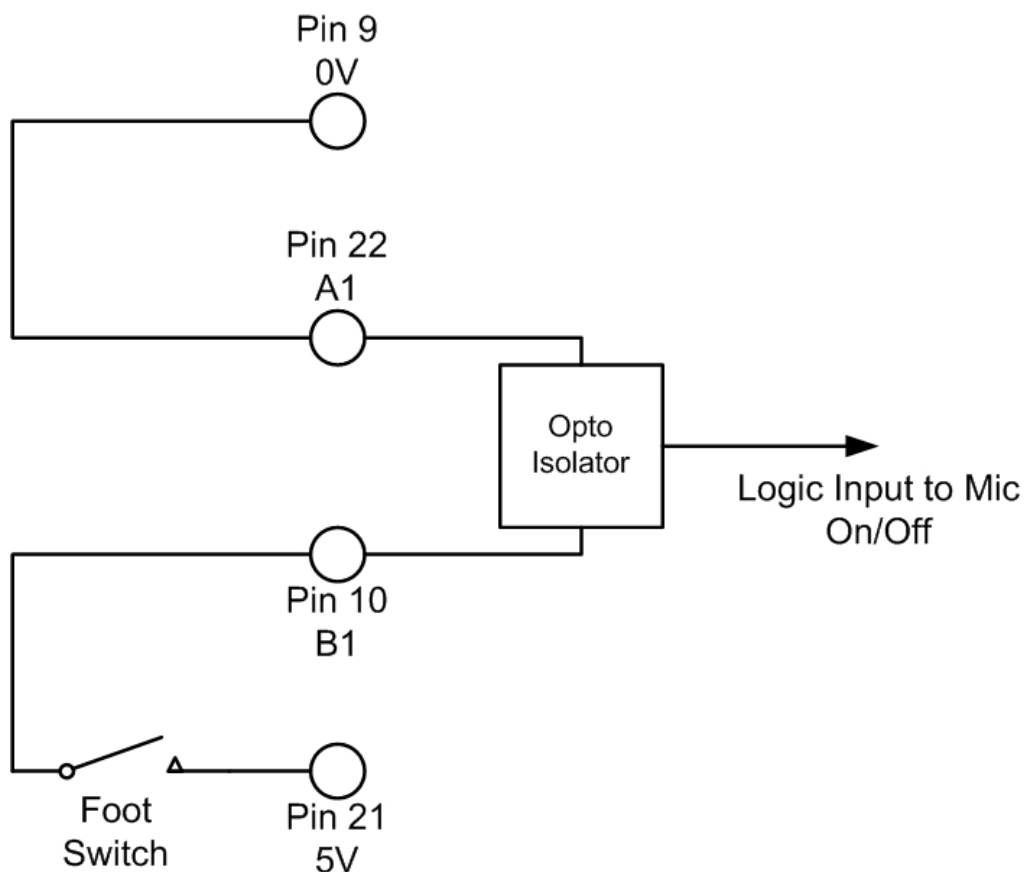 Pin 9
0V
Pin 22
A1
Opto
Isolator
Logic Input to Mic
On/Off
Pin 10
B1
Foot
Switch
Pin 21
5V